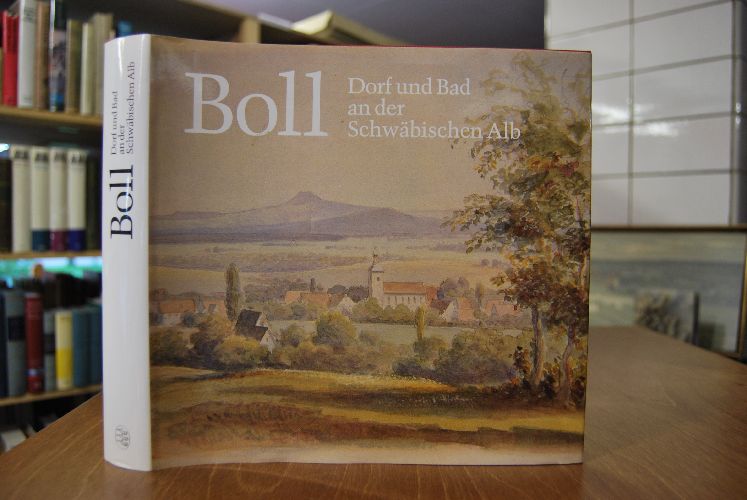 Boll
Dorf und Bad
an der
Schwäbischen Alb
Boll
Dorf und Bad
an der
Schwäbischen Alb